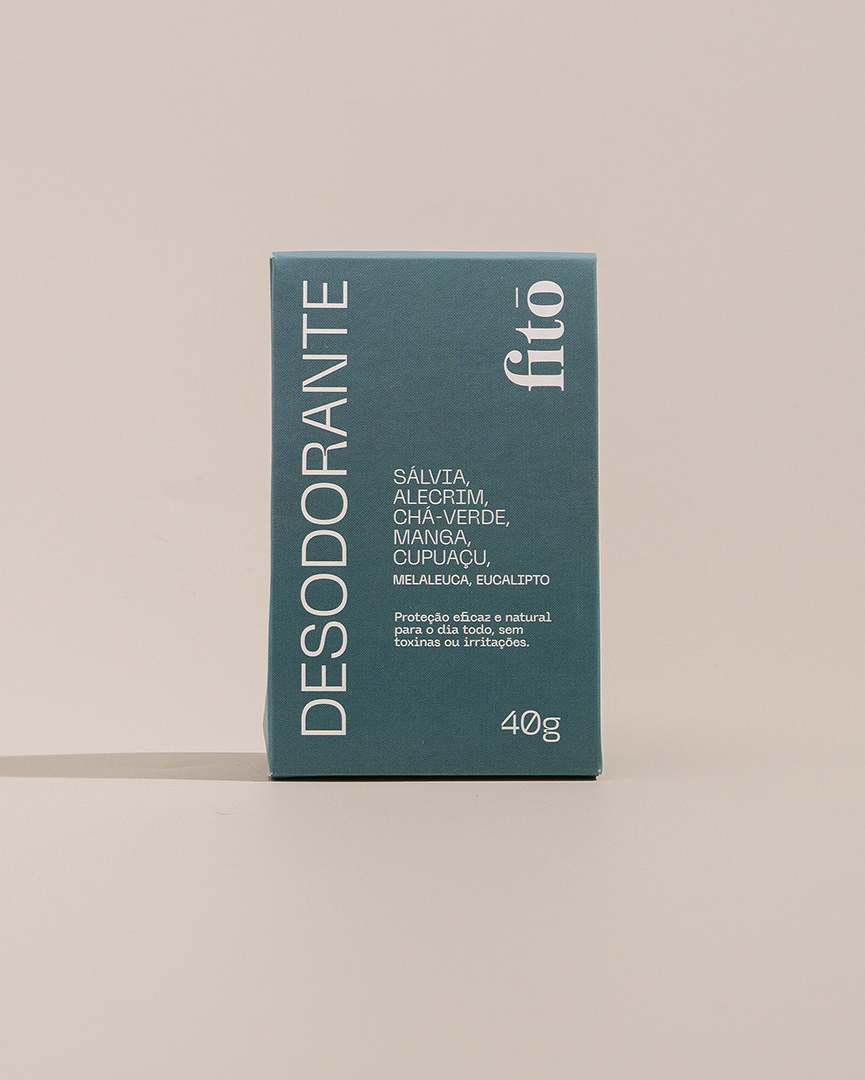 DESODORANTE
fitō
SÁLVIA,
ALECRIM,
CHÁ-VERDE,
MANGA,
CUPUAÇU,
MELALEUCA, EUCALIPTO
Proteção eficaz e natural
para o dia todo, sem
toxinas ou irritações.
40g